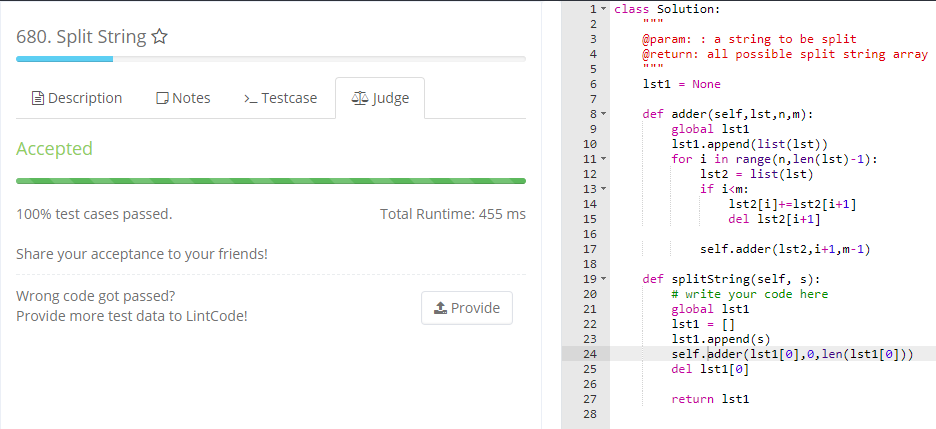 680. Split String
Description
Notes
>_ Testcase
Judge
Accepted
100% test cases passed.
Total Runtime: 455 ms
Share your acceptance to your friends!
Wrong code got passed?
Provide more test data to LintCode!
Provide
1 class Solution:
2     """
3     @param: : a string to be split
4     @return: all possible split string array
5     """
6     lst1 = None
7
8     def adder(self,lst,n,m):
9         global lst1
10         lst1.append(list(lst))
11         for i in range(n,len(lst)-1):
12             lst2 = list(lst)
13             if i<m:
14                 lst2[i]+=lst2[i+1]
15                 del lst2[i+1]
16
17             self.adder(lst2,i+1,m-1)
18
19     def splitString(self, s):
20         # write your code here
21         global lst1
22         lst1 = []
23         lst1.append(s)
24         self.adder(lst1[0],0,len(lst1[0]))
25         del lst1[0]
26
27         return lst1
28